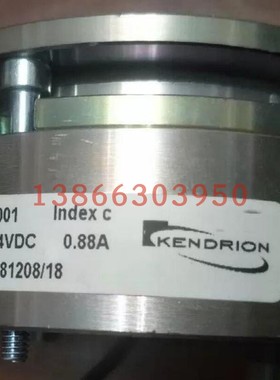 13866303950
001 Index c
4VDC 0.88A
KENDRION
81208/18